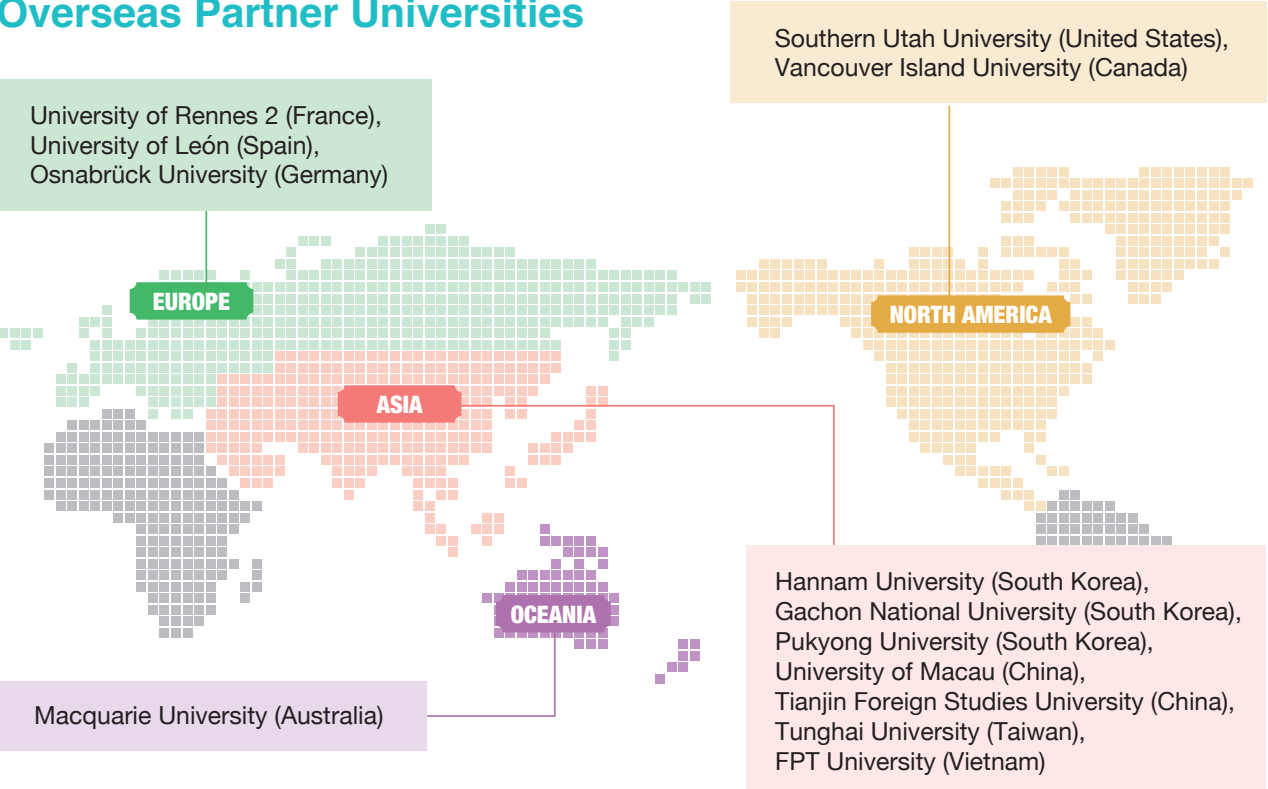 Overseas Partner Universities
Southern Utah University (United States),
Vancouver Island University (Canada)
University of Rennes 2 (France),
University of León (Spain),
Osnabrück University (Germany)
EUROPE
NORTH AMERICA
ASIA
OCEANIA
Hannam University (South Korea),
Gachon National University (South Korea),
Pukyong University (South Korea),
University of Macau (China),
Tianjin Foreign Studies University (China),
Tunghai University (Taiwan),
FPT University (Vietnam)
Macquarie University (Australia)